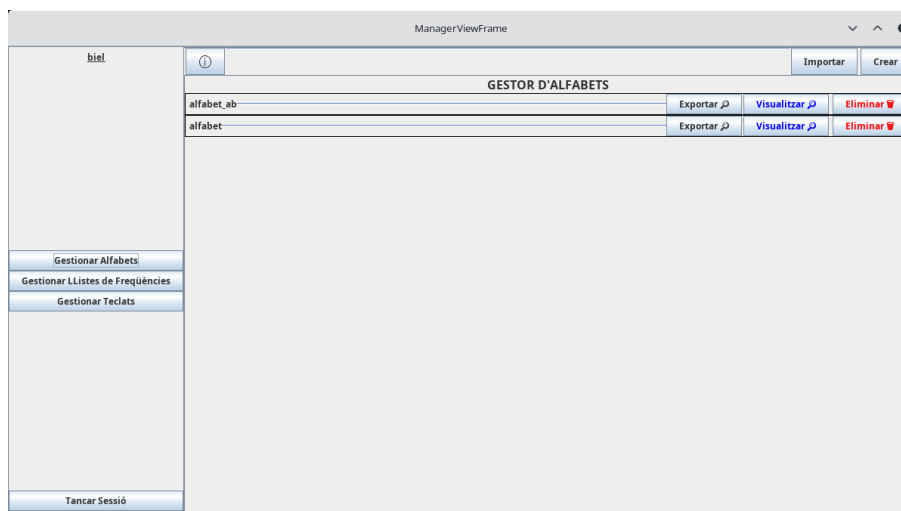 ManagerViewFrame
biel
Importar Crear
GESTOR D'ALFABETS
alfabet_ab Exportar Visualitzar Eliminar
alfabet Exportar Visualitzar Eliminar
Gestionar Alfabets
Gestionar LListes de Freqüències
Gestionar Teclats
Tancar Sessió